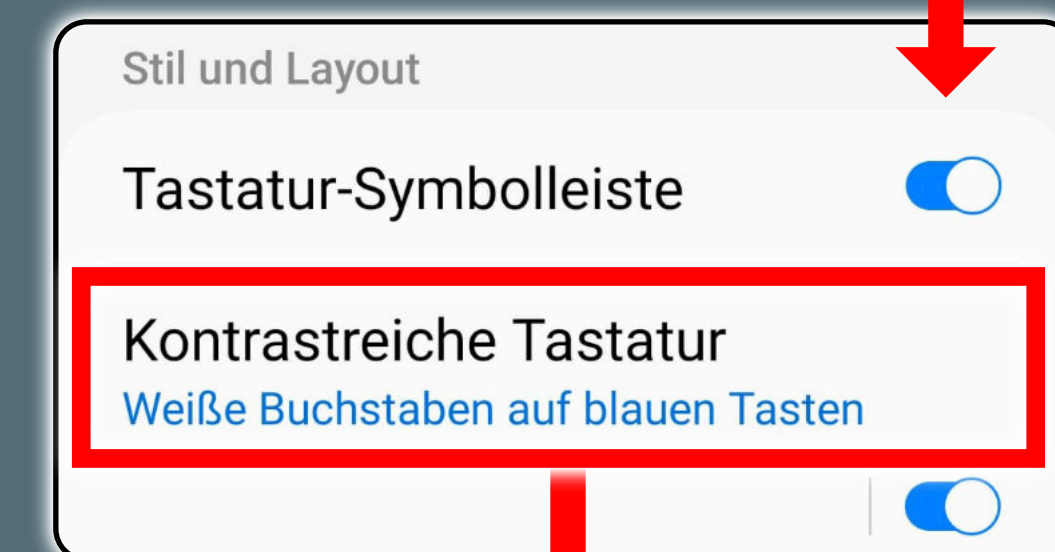 Stil und Layout
Tastatur-Symbolleiste
Kontrastreiche Tastatur
Weiße Buchstaben auf blauen Tasten